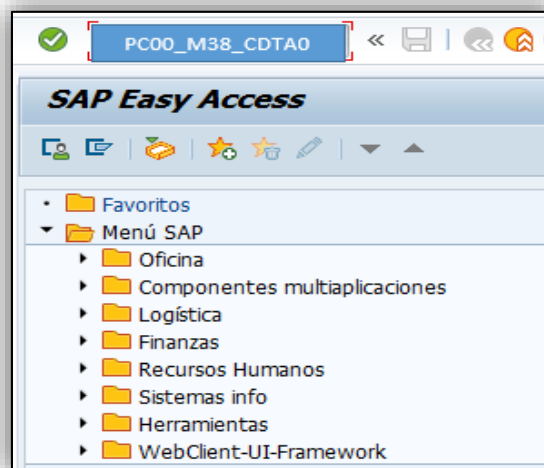 PC00_M38_CDTA0
SAP Easy Access
Favoritos
Menú SAP
Oficina
Componentes multiaplicaciones
Logística
Finanzas
Recursos Humanos
Sistemas info
Herramientas
WebClient-UI-Framework